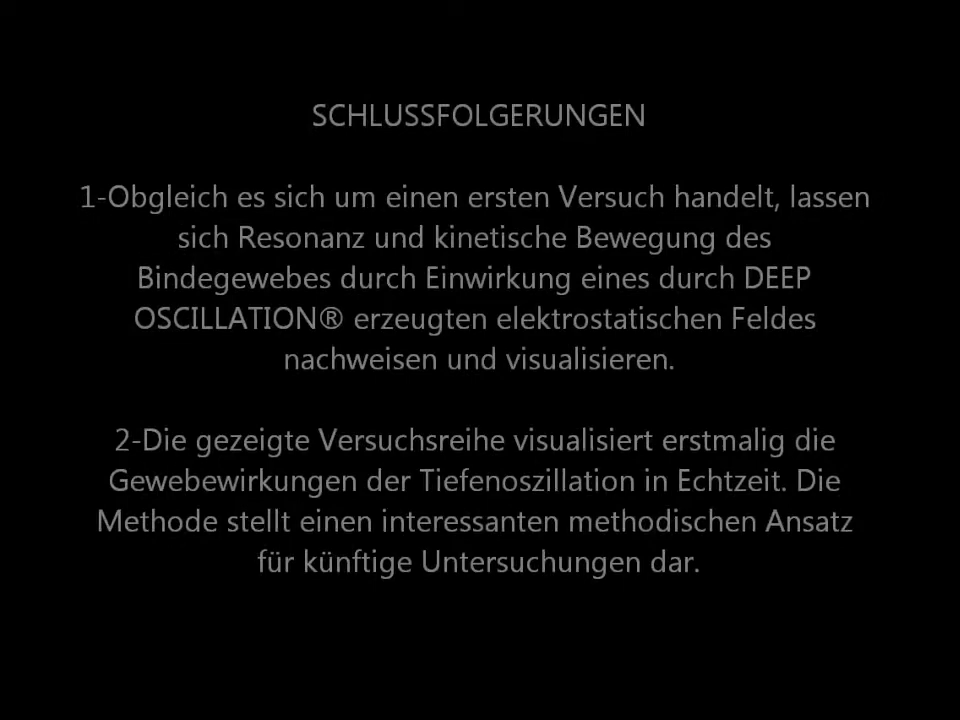 SCHLUSSFOLGERUNGEN
1-Obgleich es sich um einen ersten Versuch handelt, lassen
sich Resonanz und kinetische Bewegung des
Bindegewebes durch Einwirkung eines durch DEEP
OSCILLATION® erzeugten elektrostatischen Feldes
nachweisen und visualisieren.
2-Die gezeigte Versuchsreihe visualisiert erstmalig die
Gewebewirkungen der Tiefenoszillation in Echtzeit. Die
Methode stellt einen interessanten methodischen Ansatz
für künftige Untersuchungen dar.